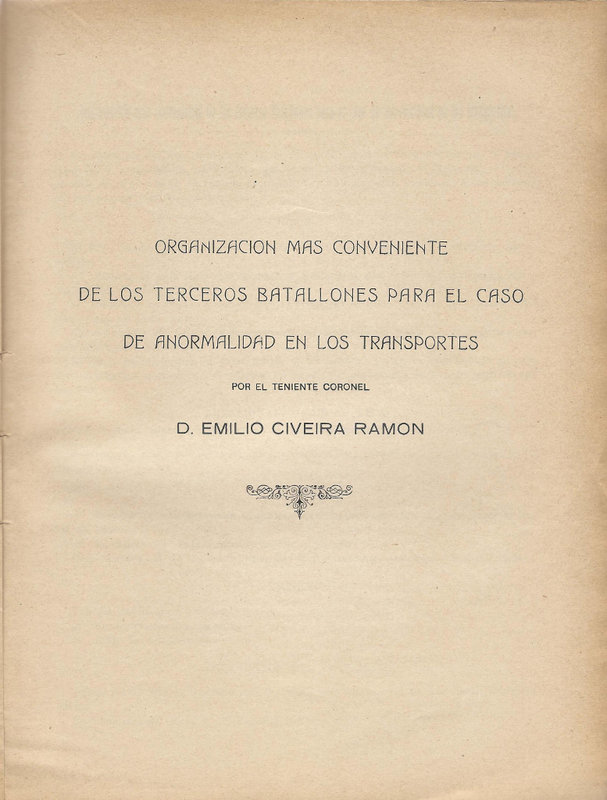 ORGANIZACION MAS CONVENIENTE
DE LOS TERCEROS BATALLONES PARA EL CASO
DE ANORMALIDAD EN LOS TRANSPORTES
POR EL TENIENTE CORONEL
D. EMILIO CIVEIRA RAMON